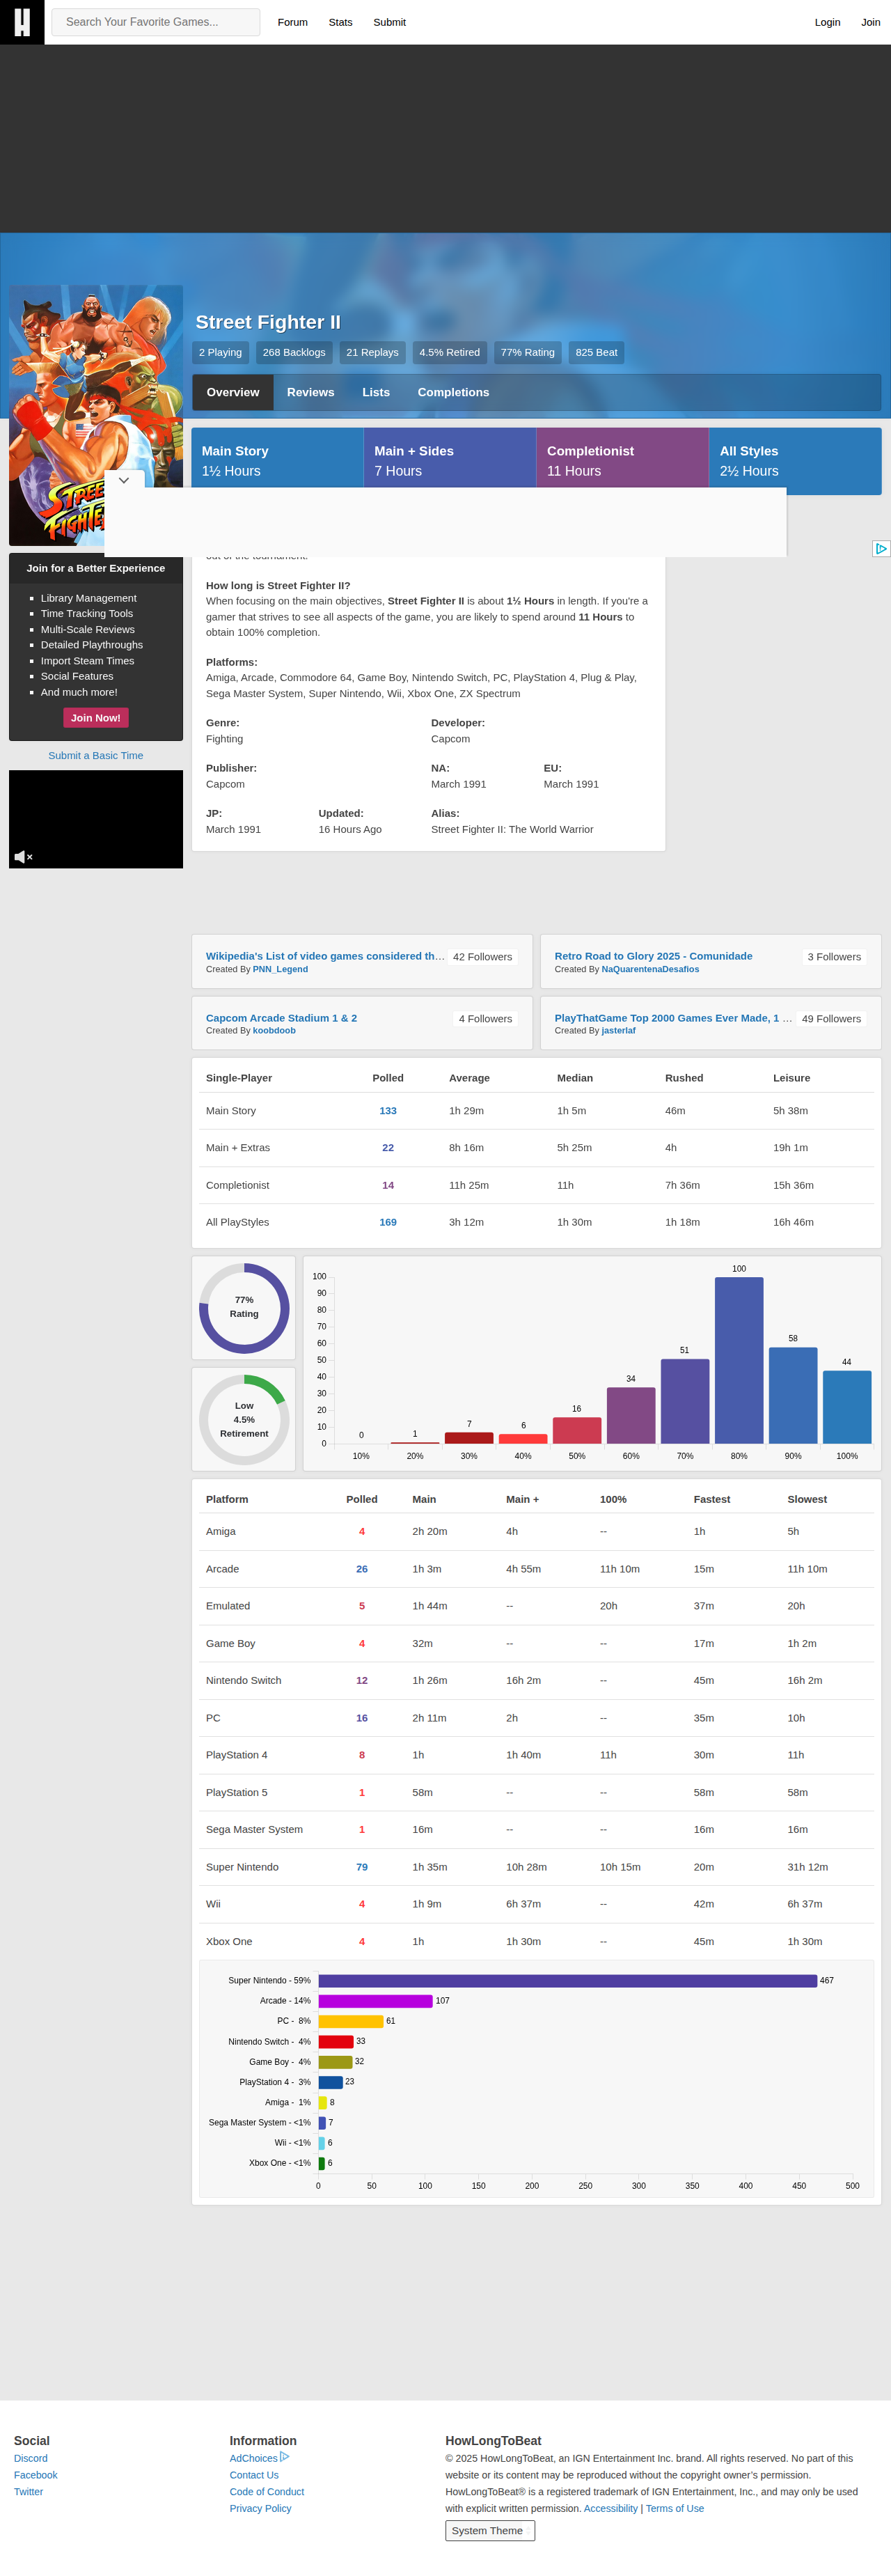 Search Your Favorite Games...
Forum
Stats
Submit
Login
Join
Street Fighter II
2 Playing
268 Backlogs
21 Replays
4.5% Retired
77% Rating
825 Beat
Overview
Reviews
Lists
Completions
Main Story
1½ Hours
Main + Sides
7 Hours
Completionist
11 Hours
All Styles
2½ Hours
Join for a Better Experience
Library Management
Time Tracking Tools
Multi-Scale Reviews
Detailed Playthroughs
Import Steam Times
Social Features
And much more!
Join Now!
Submit a Basic Time
out of the tournament.
How long is Street Fighter II?
When focusing on the main objectives, Street Fighter II is about 1½ Hours in length. If you're a
gamer that strives to see all aspects of the game, you are likely to spend around 11 Hours to
obtain 100% completion.
Platforms:
Amiga, Arcade, Commodore 64, Game Boy, Nintendo Switch, PC, PlayStation 4, Plug & Play,
Sega Master System, Super Nintendo, Wii, Xbox One, ZX Spectrum
Genre:
Fighting
Developer:
Capcom
Publisher:
Capcom
NA:
March 1991
EU:
March 1991
JP:
March 1991
Updated:
16 Hours Ago
Alias:
Street Fighter II: The World Warrior
Wikipedia's List of video games considered th… 42 Followers
Created By PNN_Legend
Retro Road to Glory 2025 - Comunidade 3 Followers
Created By NaQuarentenaDesafios
Capcom Arcade Stadium 1 & 2 4 Followers
Created By koobdoob
PlayThatGame Top 2000 Games Ever Made, 1 … 49 Followers
Created By jasterlaf
Single-Player Polled Average Median Rushed Leisure
Main Story 133 1h 29m 1h 5m 46m 5h 38m
Main + Extras 22 8h 16m 5h 25m 4h 19h 1m
Completionist 14 11h 25m 11h 7h 36m 15h 36m
All PlayStyles 169 3h 12m 1h 30m 1h 18m 16h 46m
77%
Rating
Low
4.5%
Retirement
100
90
80
70
60
50
40
30
20
10
0
0 1 7 6 16 34 51 100 58 44
10% 20% 30% 40% 50% 60% 70% 80% 90% 100%
Platform Polled Main Main + 100% Fastest Slowest
Amiga 4 2h 20m 4h -- 1h 5h
Arcade 26 1h 3m 4h 55m 11h 10m 15m 11h 10m
Emulated 5 1h 44m -- 20h 37m 20h
Game Boy 4 32m -- -- 17m 1h 2m
Nintendo Switch 12 1h 26m 16h 2m -- 45m 16h 2m
PC 16 2h 11m 2h -- 35m 10h
PlayStation 4 8 1h 1h 40m 11h 30m 11h
PlayStation 5 1 58m -- -- 58m 58m
Sega Master System 1 16m -- -- 16m 16m
Super Nintendo 79 1h 35m 10h 28m 10h 15m 20m 31h 12m
Wii 4 1h 9m 6h 37m -- 42m 6h 37m
Xbox One 4 1h 1h 30m -- 45m 1h 30m
Super Nintendo - 59% 467
Arcade - 14% 107
PC - 8% 61
Nintendo Switch - 4% 33
Game Boy - 4% 32
PlayStation 4 - 3% 23
Amiga - 1% 8
Sega Master System - <1% 7
Wii - <1% 6
Xbox One - <1% 6
0 50 100 150 200 250 300 350 400 450 500
Social
Discord
Facebook
Twitter
Information
AdChoices
Contact Us
Code of Conduct
Privacy Policy
HowLongToBeat
© 2025 HowLongToBeat, an IGN Entertainment Inc. brand. All rights reserved. No part of this
website or its content may be reproduced without the copyright owner's permission.
HowLongToBeat® is a registered trademark of IGN Entertainment, Inc., and may only be used
with explicit written permission. Accessibility | Terms of Use
System Theme